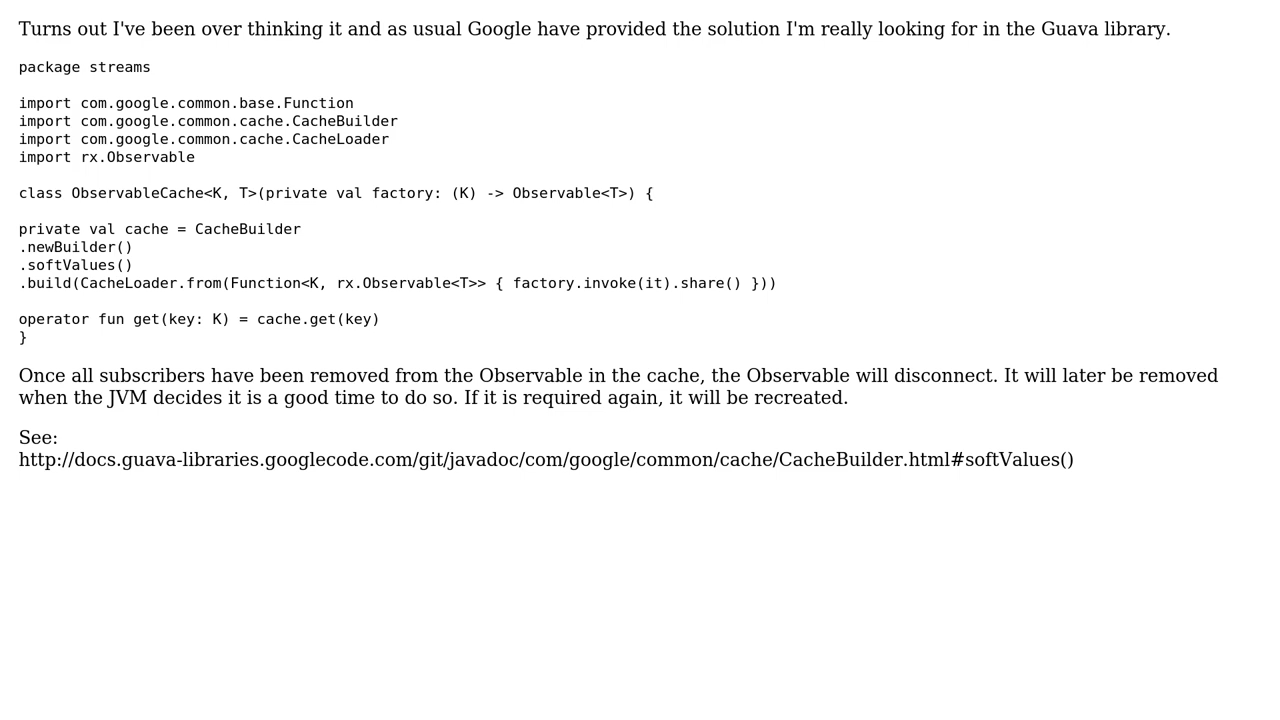 Turns out I've been over thinking it and as usual Google have provided the solution I'm really looking for in the Guava library.
package streams
import com.google.common.base.Function
import com.google.common.cache.CacheBuilder
import com.google.common.cache.CacheLoader
import rx.Observable
class ObservableCache<K, T>(private val factory: (K) -> Observable<T>) {
private val cache = CacheBuilder
.newBuilder()
.softValues()
.build(CacheLoader.from(Function<K, rx.Observable<T>> { factory.invoke(it).share() }))
operator fun get(key: K) = cache.get(key)
}
Once all subscribers have been removed from the Observable in the cache, the Observable will disconnect. It will later be removed
when the JVM decides it is a good time to do so. If it is required again, it will be recreated.
See:
http://docs.guava-libraries.googlecode.com/git/javadoc/com/google/common/cache/CacheBuilder.html#softValues()